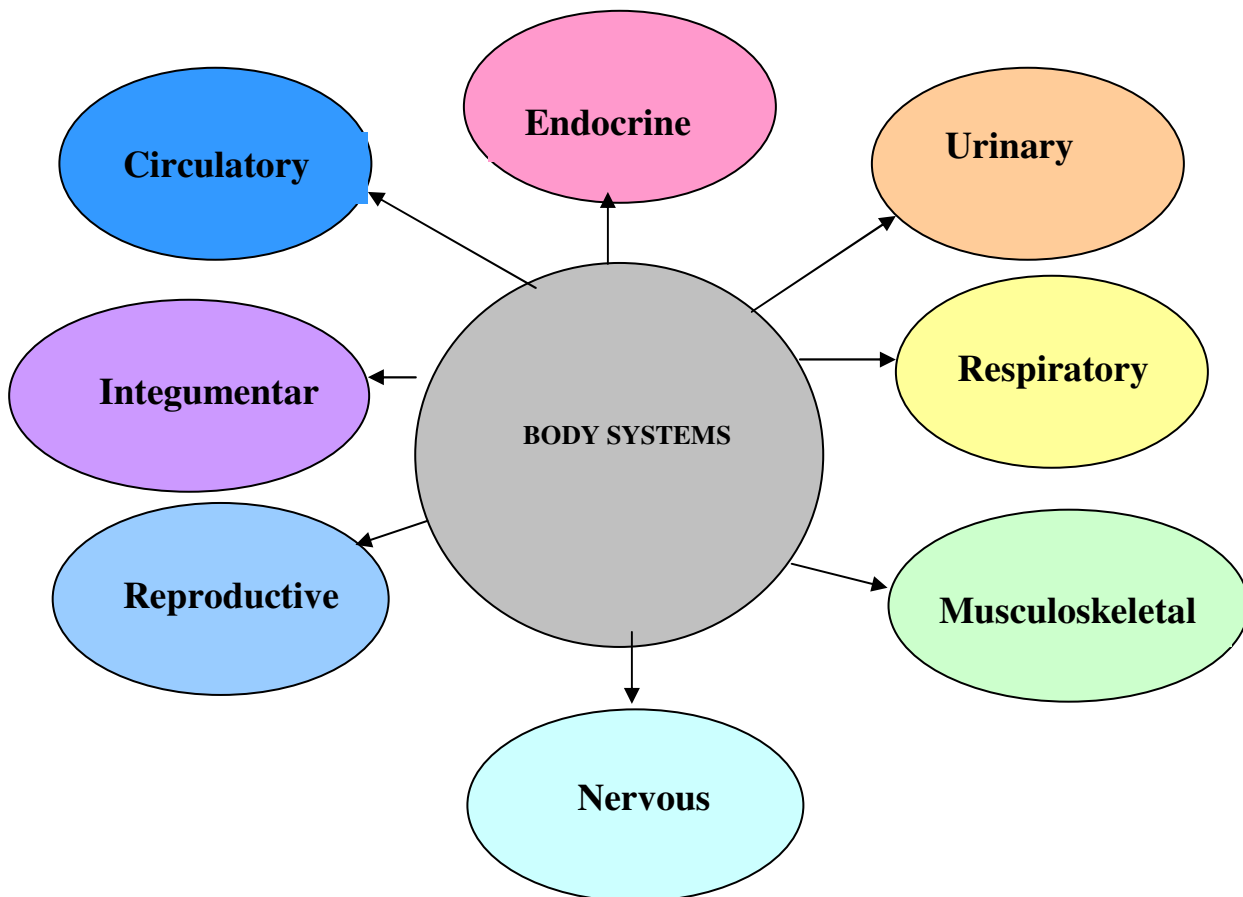 Endocrine
Urinary
Circulatory
Respiratory
Integumentar
BODY SYSTEMS
Reproductive
Musculoskeletal
Nervous